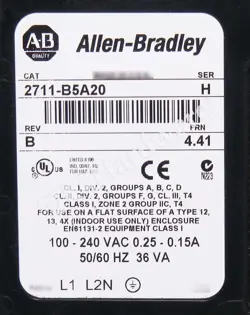 AB
QUALITY
Allen-Bradley
CAT SER
2711-B5A20 H
REV FRN
B 4.41
C UL US LISTED CE C N223
CL I, DIV. 2, GROUPS A, B, C, D
CL II, DIV. 2, GROUPS F, G, CL. III, T4
CLASS I, ZONE 2 GROUP IIC, T4
FOR USE ON A FLAT SURFACE OF A TYPE 12,
13, 4X (INDOOR USE ONLY) ENCLOSURE
EN61131-2 EQUIPMENT CLASS I
100 - 240 VAC 0.25 - 0.15A
50/60 HZ 36 VA
L1 L2N